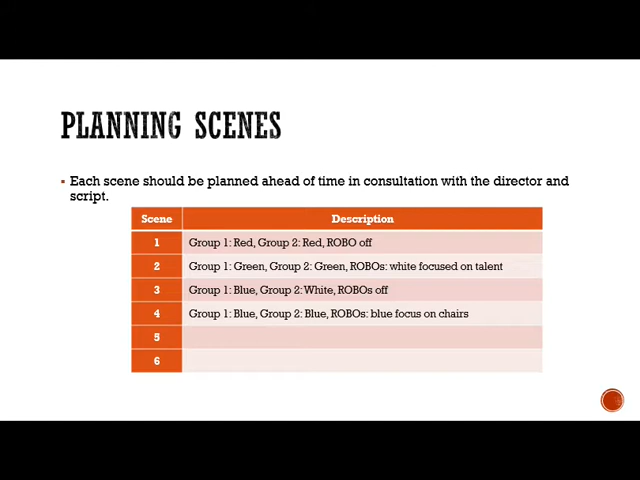 PLANNING SCENES
▪ Each scene should be planned ahead of time in consultation with the director and
script.
Scene Description
1 Group 1: Red, Group 2: Red, ROBO off
2 Group 1: Green, Group 2: Green, ROBOs: white focused on talent
3 Group 1: Blue, Group 2: White, ROBOs off
4 Group 1: Blue, Group 2: Blue, ROBOs: blue focus on chairs
5
6